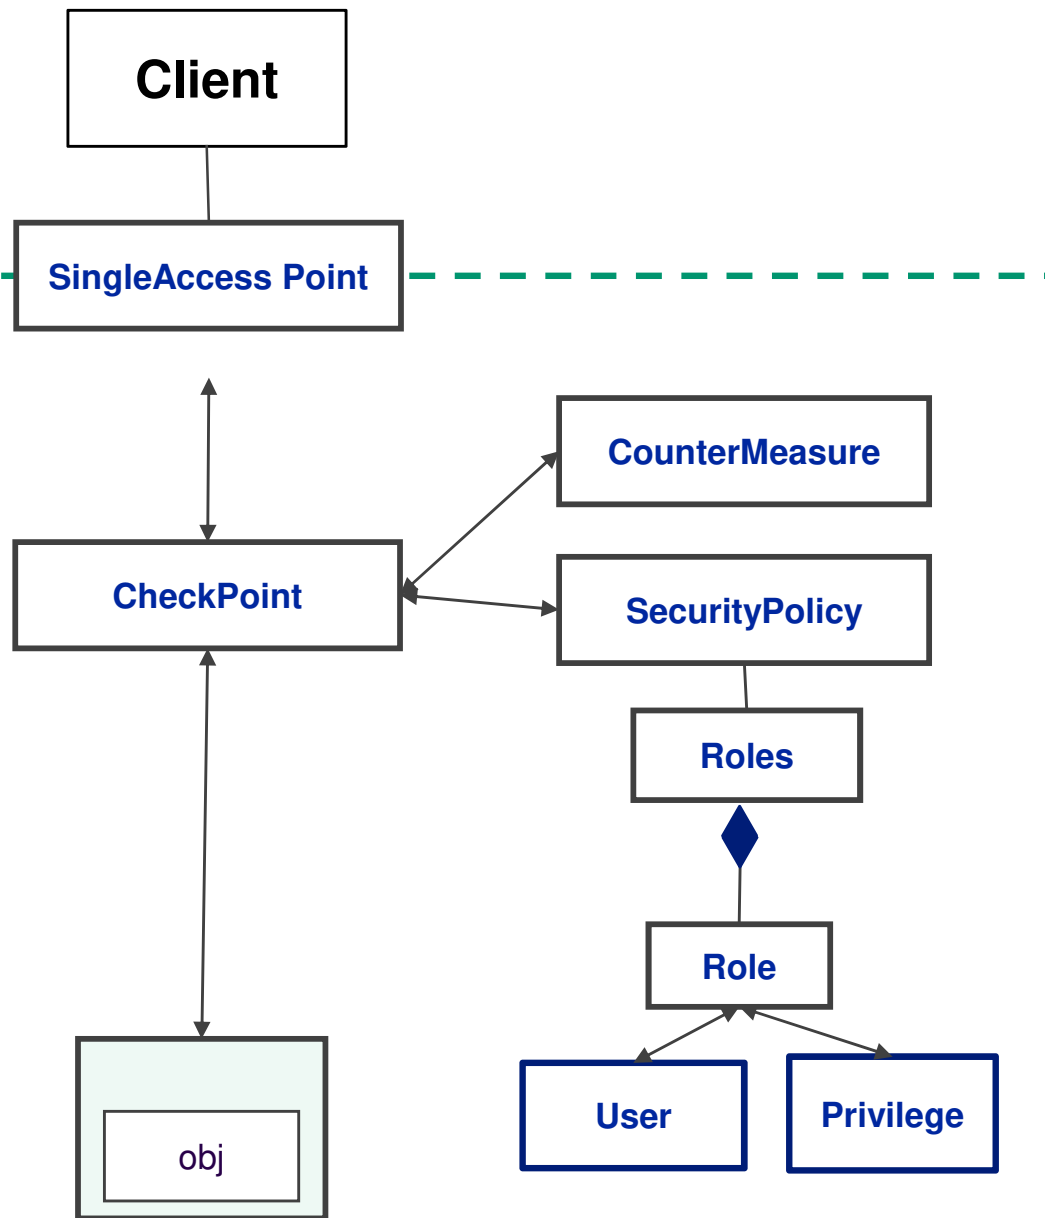 Client
SingleAccess Point
CounterMeasure
CheckPoint
SecurityPolicy
Roles
Role
User
Privilege
obj